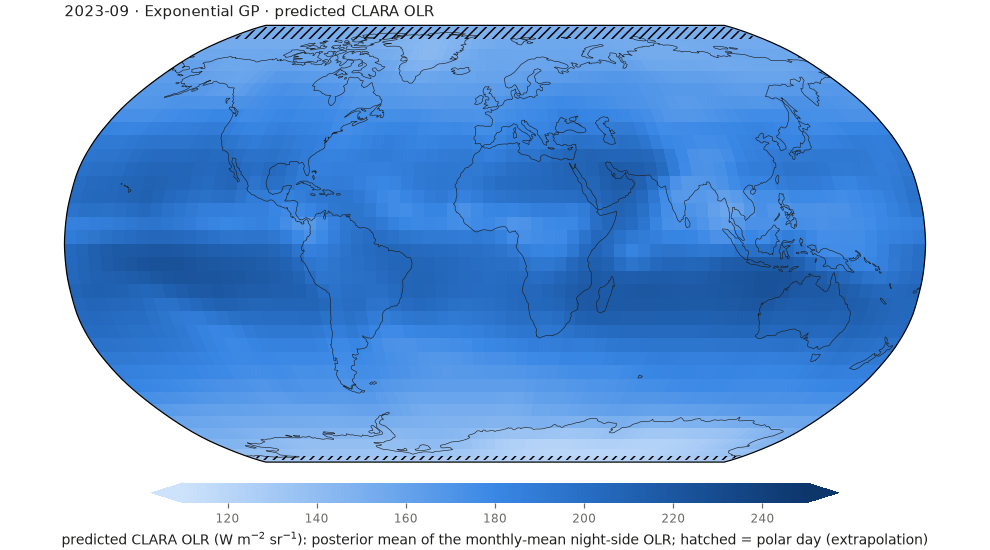 2023-09 · Exponential GP · predicted CLARA OLR
120 140 160 180 200 220 240
predicted CLARA OLR (W m⁻² sr⁻¹): posterior mean of the monthly-mean night-side OLR; hatched = polar day (extrapolation)